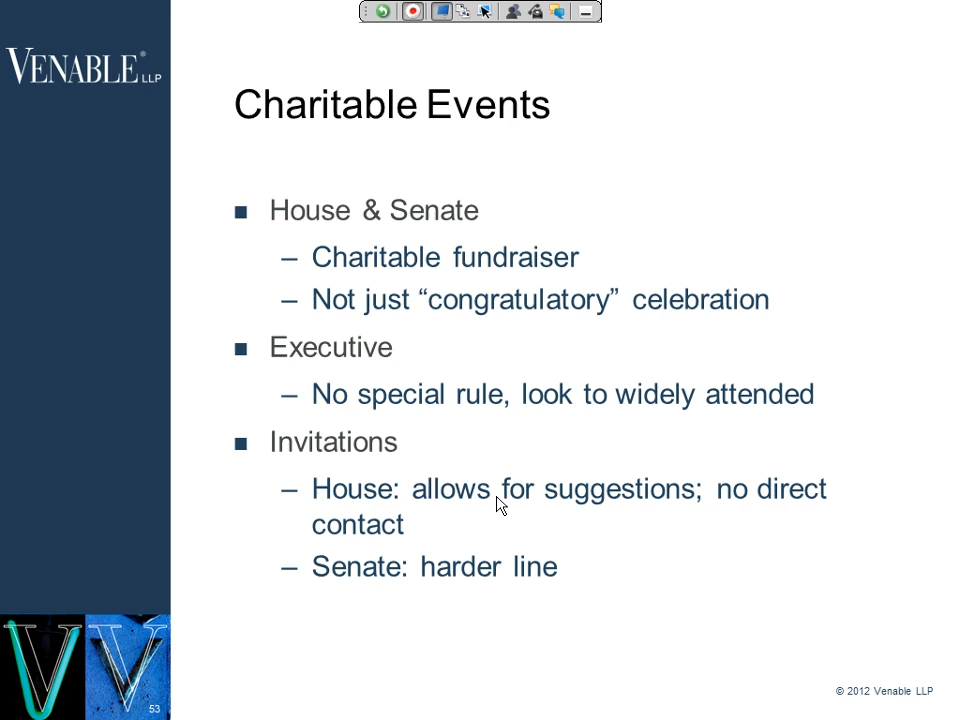 VENABLE® LLP
Charitable Events
■ House & Senate
– Charitable fundraiser
– Not just “congratulatory” celebration
■ Executive
– No special rule, look to widely attended
■ Invitations
– House: allows for suggestions; no direct
contact
– Senate: harder line
53
© 2012 Venable LLP